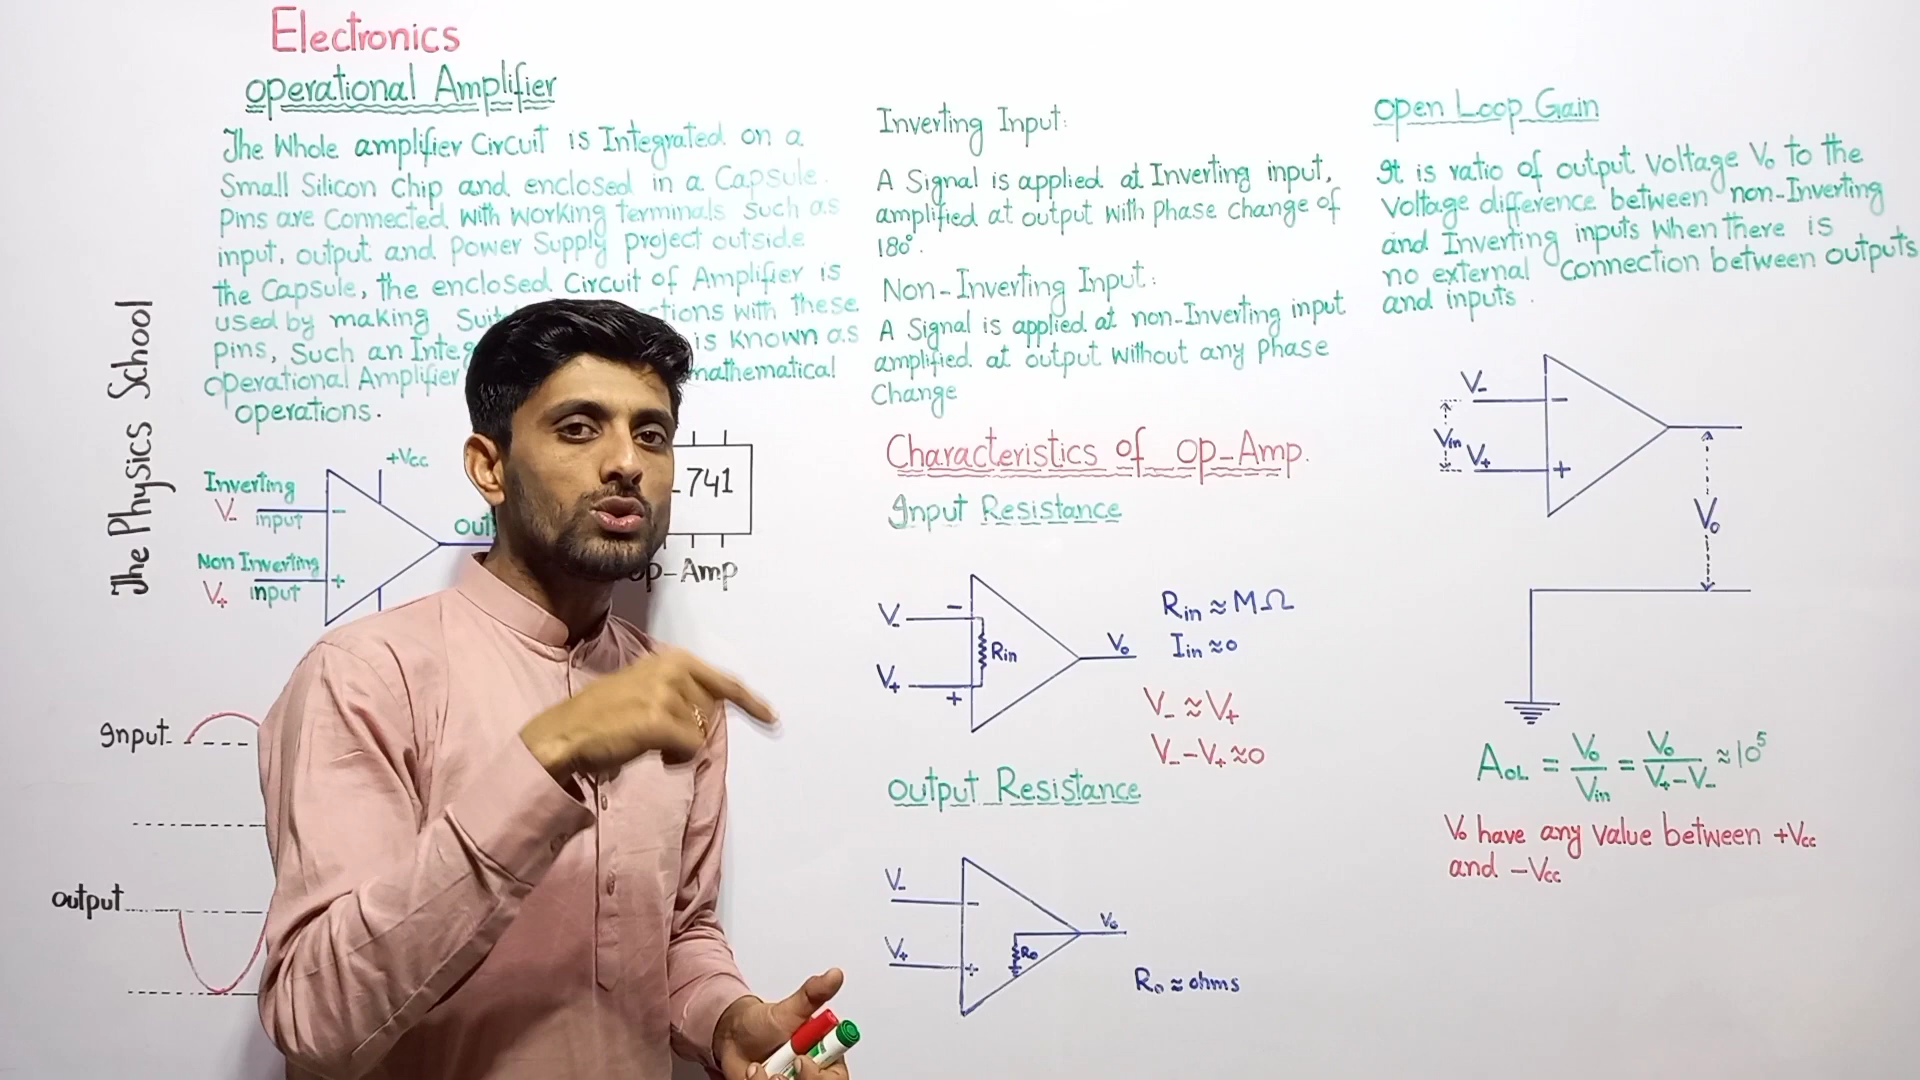 Electronics
operational Amplifier
The Whole amplifier Circuit is Integrated on a
Small Silicon Chip and enclosed in a Capsule.
Pins are Connected with working terminals such as
input, output and Power Supply project outside
the Capsule, the enclosed Circuit of Amplifier is
used by making with these
pins, Such an is known as
operational Amplifier mathematical
operations.
The Physics School
+Vcc
Inverting
V-
input
-
Non Inverting
V+
input
+
741
op-Amp
Input
output
Inverting Input:
A Signal is applied at Inverting input,
amplified at output with Phase Change of
180°.
Non-Inverting Input:
A Signal is applied at non-Inverting input
amplified at output without any Phase
Change
Characteristics of op-Amp.
Input Resistance
V-
-
Rin
V+
+
Vo
Rin ≈ MΩ
Iin ≈ 0
V- ≈ V+
V- - V+ ≈ 0
output Resistance
V-
-
V+
+
Ro
Vo
Ro ≈ ohms
open Loop Gain
It is ratio of output Voltage Vo to the
Voltage difference between non-Inverting
and Inverting inputs when there is
no external Connection between outputs
and inputs.
V-
-
Vin
V+
+
Vo
AOL = Vo/Vin = Vo/V+-V- ≈ 10⁵
Vo have any value between +Vcc
and -Vcc